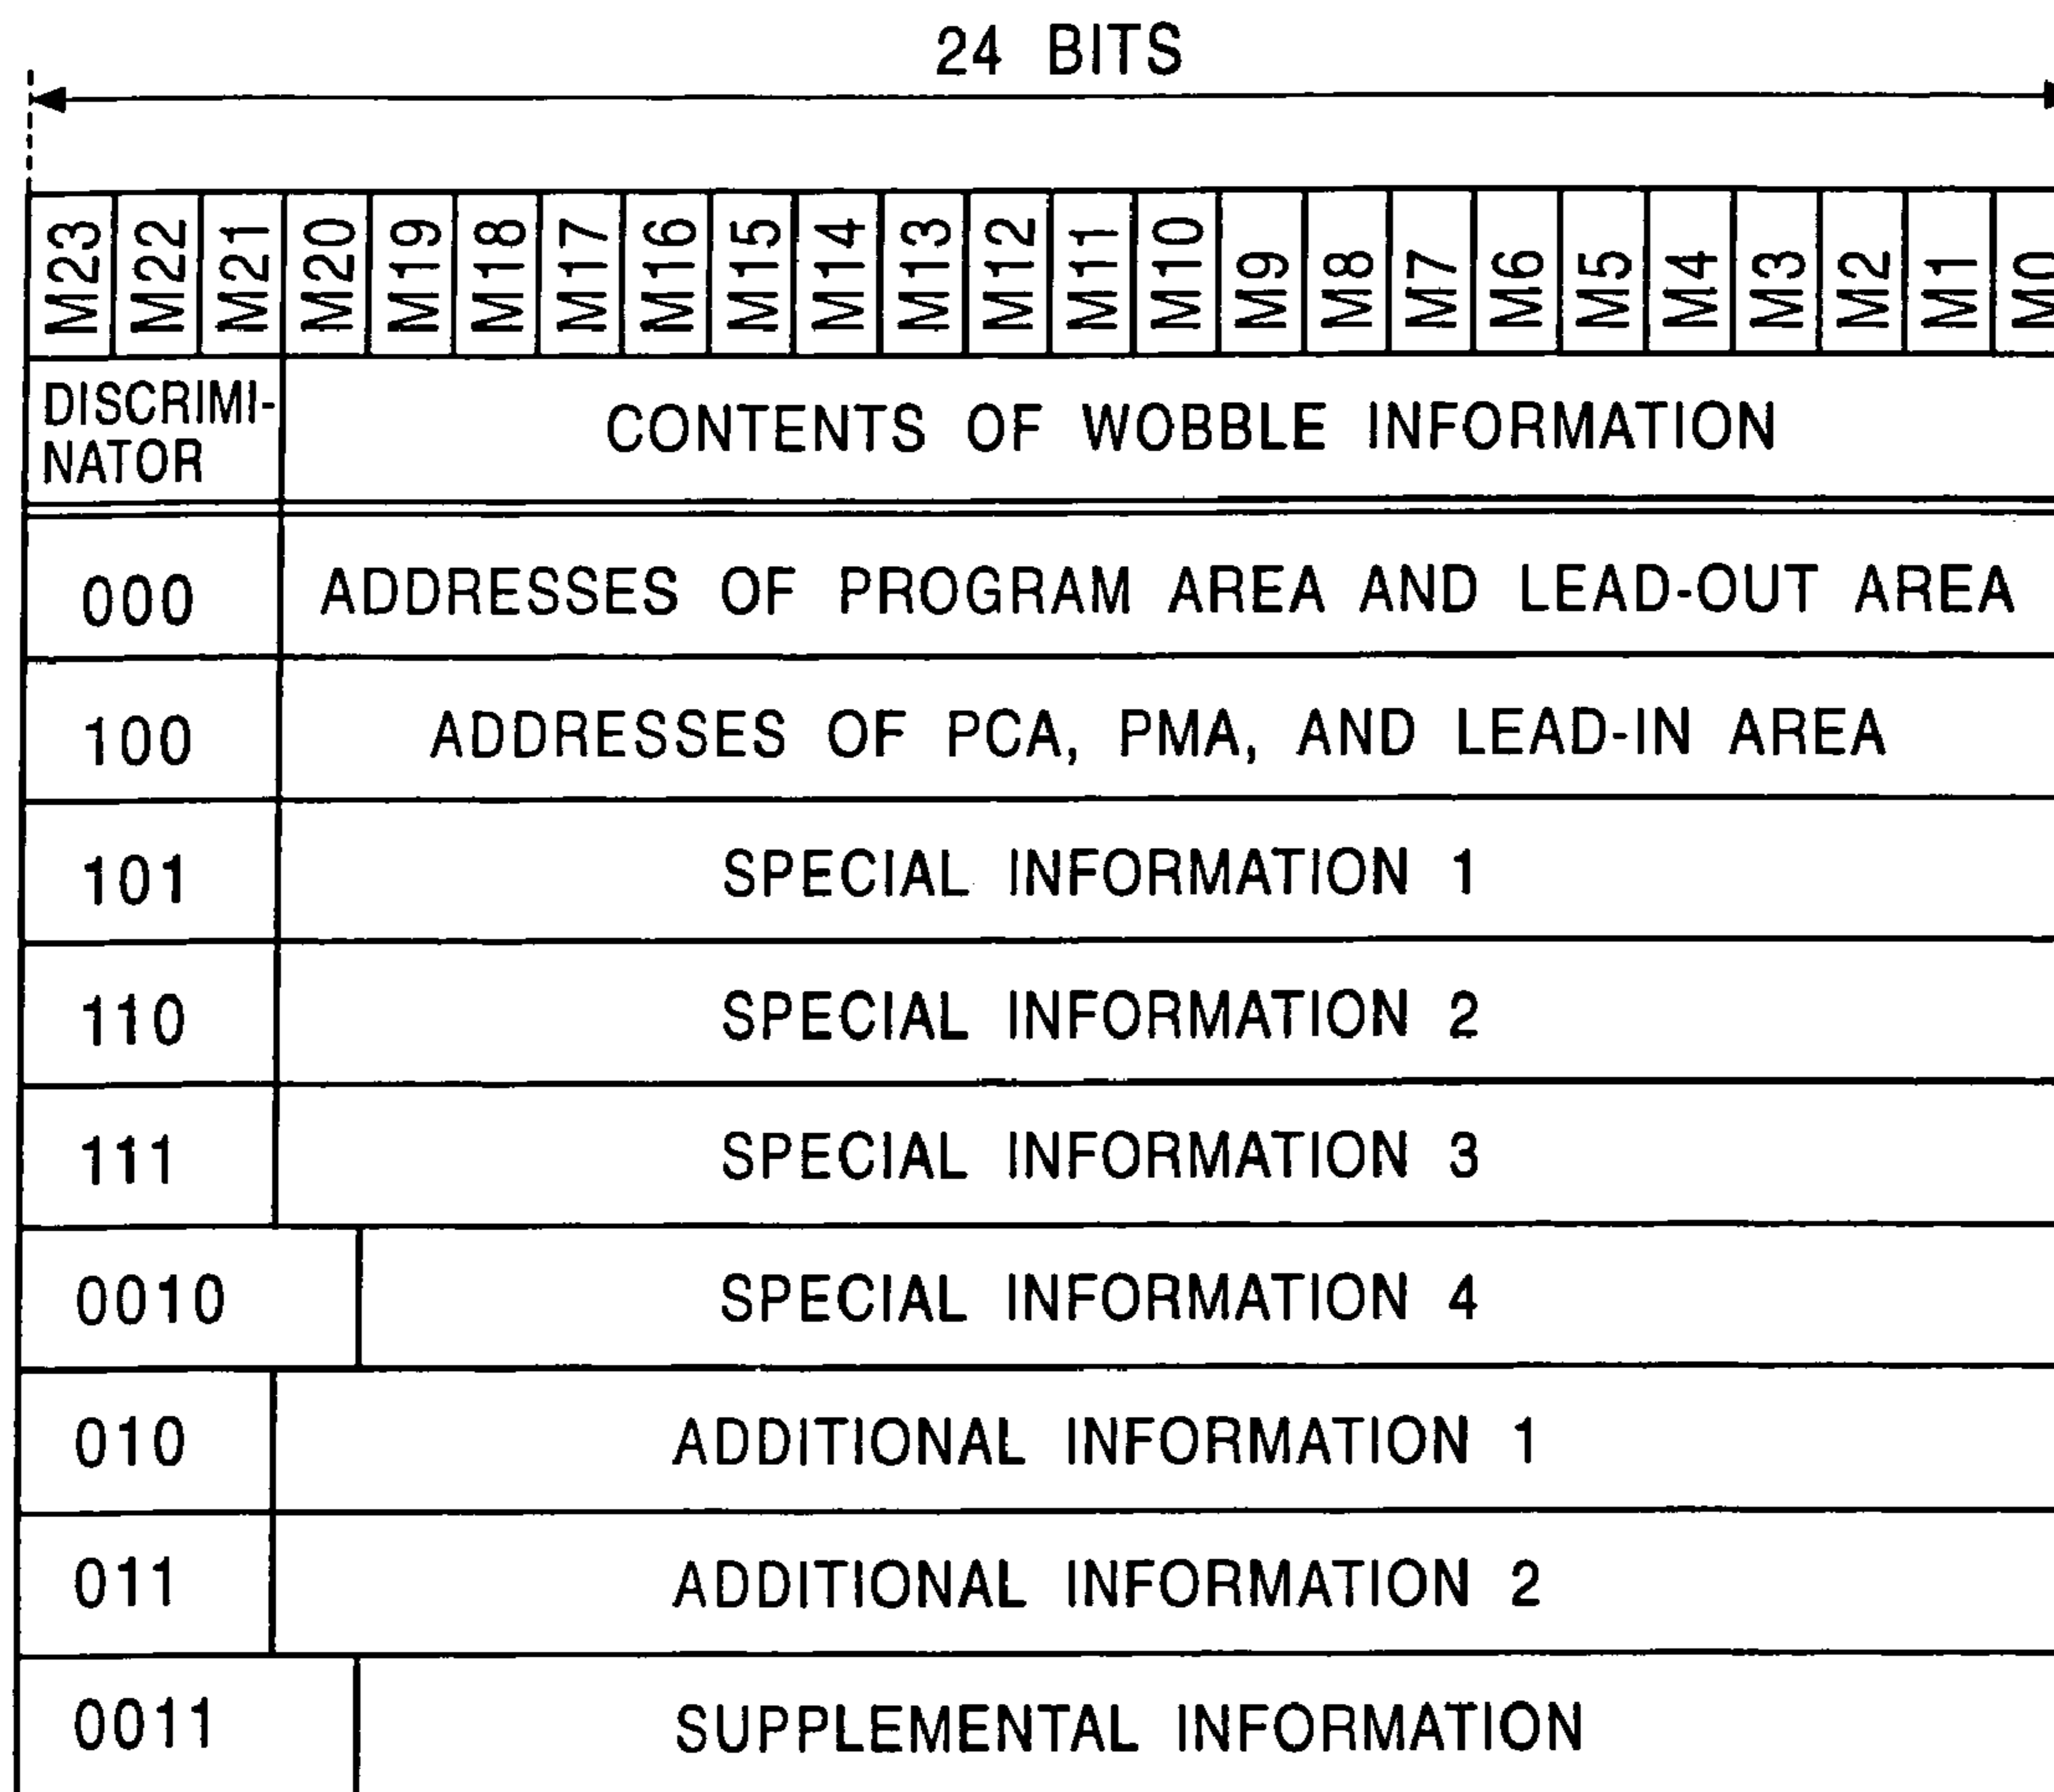 24 BITS
M23 M22 M21 M20 M19 M18 M17 M16 M15 M14 M13 M12 M11 M10 M9 M8 M7 M6 M5 M4 M3 M2 M1 M0
DISCRIMI-
NATOR
CONTENTS OF WOBBLE INFORMATION
000 ADDRESSES OF PROGRAM AREA AND LEAD-OUT AREA
100 ADDRESSES OF PCA, PMA, AND LEAD-IN AREA
101 SPECIAL INFORMATION 1
110 SPECIAL INFORMATION 2
111 SPECIAL INFORMATION 3
0010 SPECIAL INFORMATION 4
010 ADDITIONAL INFORMATION 1
011 ADDITIONAL INFORMATION 2
0011 SUPPLEMENTAL INFORMATION